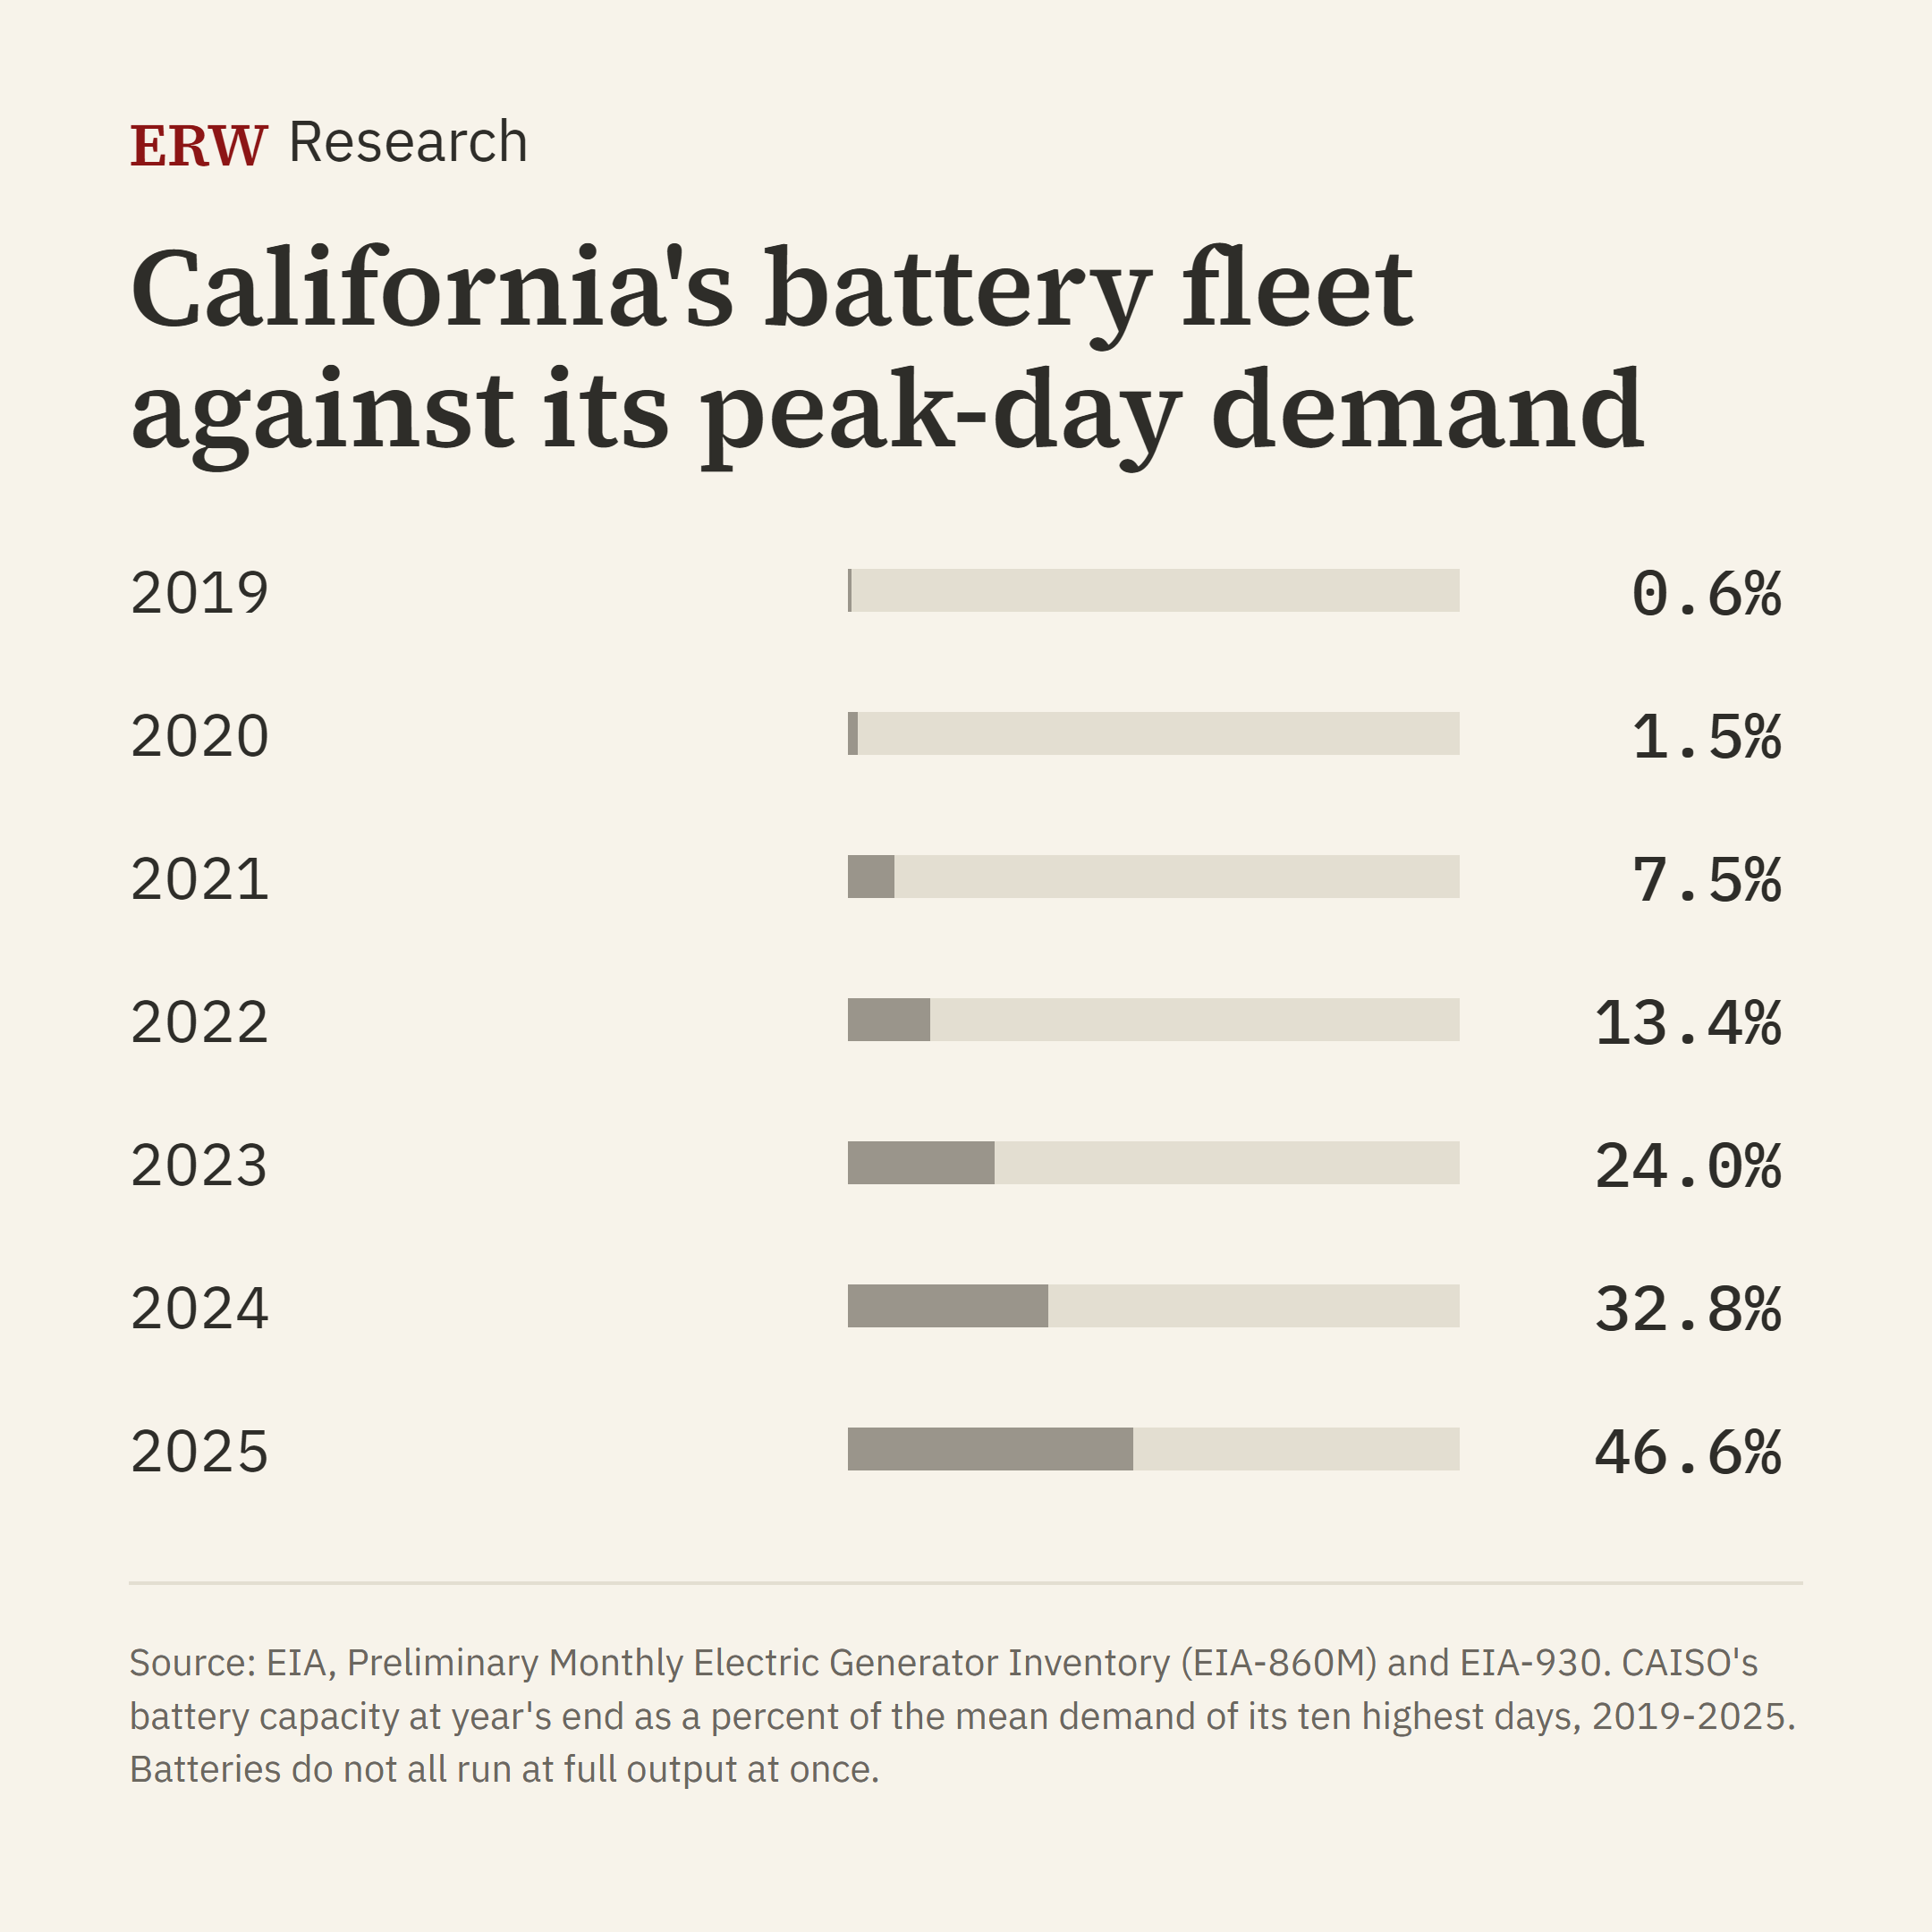 ERW Research
California's battery fleet
against its peak-day demand
2019 0.6%
2020 1.5%
2021 7.5%
2022 13.4%
2023 24.0%
2024 32.8%
2025 46.6%
Source: EIA, Preliminary Monthly Electric Generator Inventory (EIA-860M) and EIA-930. CAISO's
battery capacity at year's end as a percent of the mean demand of its ten highest days, 2019-2025.
Batteries do not all run at full output at once.